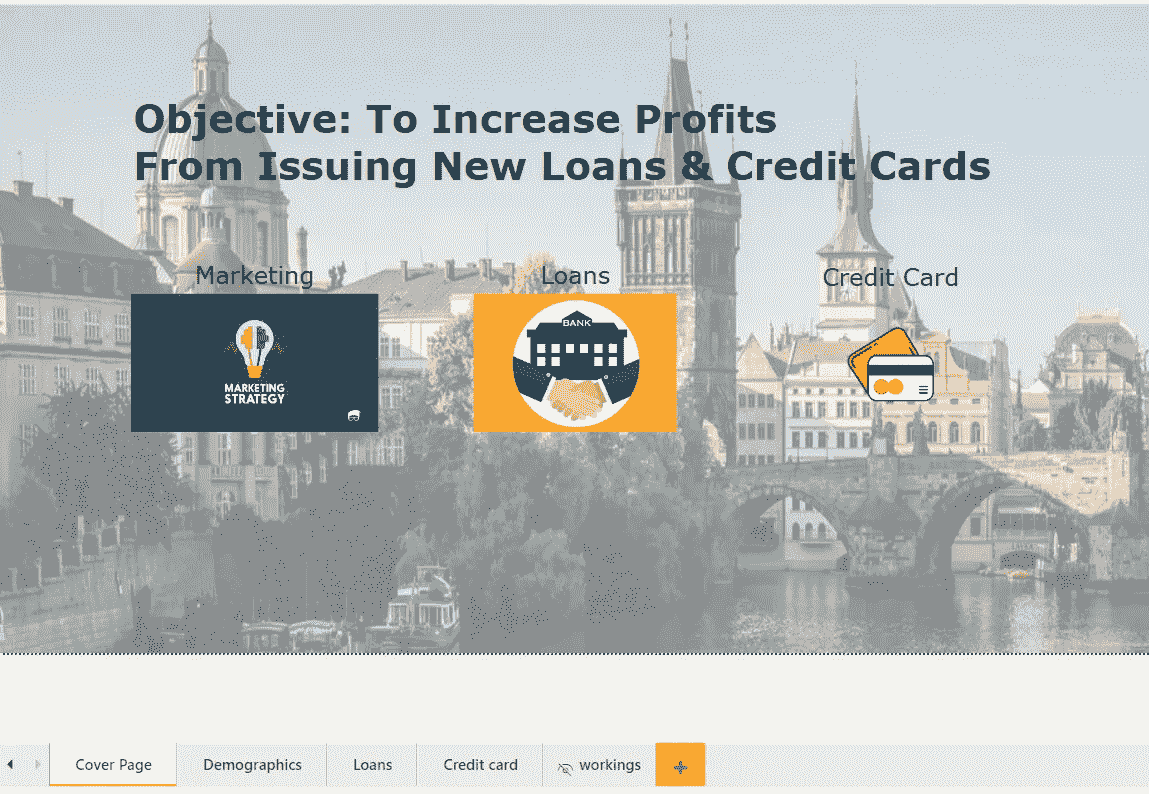 Objective: To Increase Profits
From Issuing New Loans & Credit Cards
Marketing
Loans
Credit Card
BANK
MARKETING
STRATEGY
Cover Page
Demographics
Loans
Credit card
workings